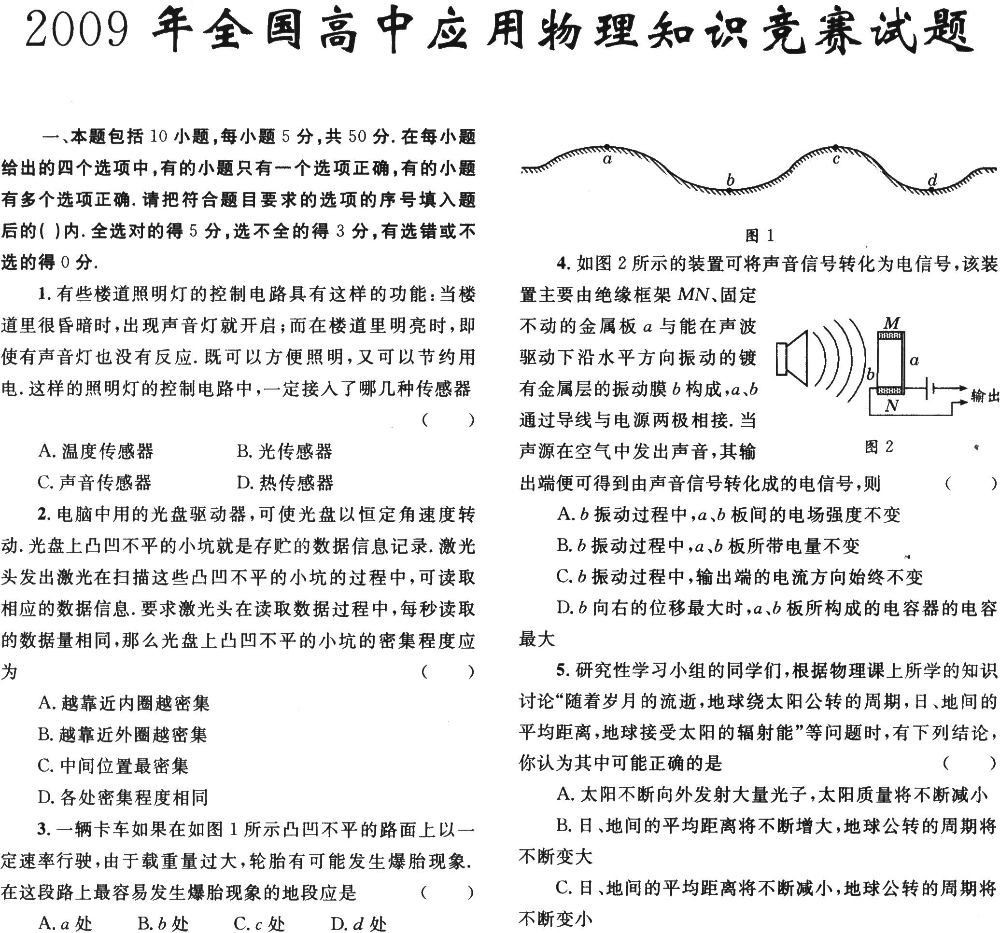 2009 年全国高中应用物理知识竞赛试题
一、本题包括 10 小题,每小题 5 分,共 50 分. 在每小题
给出的四个选项中,有的小题只有一个选项正确,有的小题
有多个选项正确. 请把符合题目要求的选项的序号填入题
后的( )内. 全选对的得 5 分,选不全的得 3 分,有选错或不
选的得 0 分.
1. 有些楼道照明灯的控制电路具有这样的功能:当楼
道里很昏暗时,出现声音灯就开启;而在楼道里明亮时,即
使有声音灯也没有反应. 既可以方便照明,又可以节约用
电. 这样的照明灯的控制电路中,一定接入了哪几种传感器
( )
A. 温度传感器 B. 光传感器
C. 声音传感器 D. 热传感器
2. 电脑中用的光盘驱动器,可使光盘以恒定角速度转
动. 光盘上凸凹不平的小坑就是存贮的数据信息记录. 激光
头发出激光在扫描这些凸凹不平的小坑的过程中,可读取
相应的数据信息. 要求激光头在读取数据过程中,每秒读取
的数据量相同,那么光盘上凸凹不平的小坑的密集程度应
为 ( )
A. 越靠近内圈越密集
B. 越靠近外圈越密集
C. 中间位置最密集
D. 各处密集程度相同
3. 一辆卡车如果在如图 1 所示凸凹不平的路面上以一
定速率行驶,由于载重量过大,轮胎有可能发生爆胎现象.
在这段路上最容易发生爆胎现象的地段应是 ( )
A. a 处 B. b 处 C. c 处 D. d 处
a
b
c
d
图 1
4. 如图 2 所示的装置可将声音信号转化为电信号,该装
置主要由绝缘框架 MN、固定
不动的金属板 a 与能在声波
驱动下沿水平方向振动的镀
有金属层的振动膜 b 构成,a、b
通过导线与电源两极相接. 当
声源在空气中发出声音,其输
出端便可得到由声音信号转化成的电信号,则 ( )
M
a
b
N
输出
图 2
A. b 振动过程中,a、b 板间的电场强度不变
B. b 振动过程中,a、b 板所带电量不变
C. b 振动过程中,输出端的电流方向始终不变
D. b 向右的位移最大时,a、b 板所构成的电容器的电容
最大
5. 研究性学习小组的同学们,根据物理课上所学的知识
讨论“随着岁月的流逝,地球绕太阳公转的周期,日、地间的
平均距离,地球接受太阳的辐射能”等问题时,有下列结论,
你认为其中可能正确的是 ( )
A. 太阳不断向外发射大量光子,太阳质量将不断减小
B. 日、地间的平均距离将不断增大,地球公转的周期将
不断变大
C. 日、地间的平均距离将不断减小,地球公转的周期将
不断变小